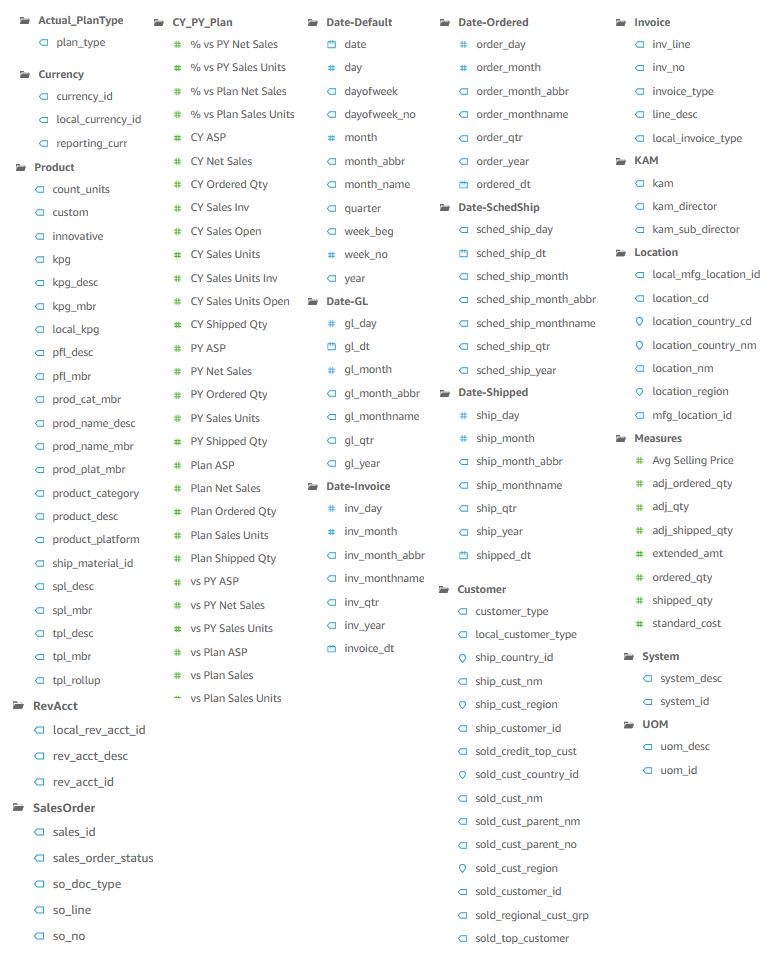 Actual_PlanType
plan_type
Currency
currency_id
local_currency_id
reporting_curr
Product
count_units
custom
innovative
kpg
kpg_desc
kpg_mbr
local_kpg
pfl_desc
pfl_mbr
prod_cat_mbr
prod_name_desc
prod_name_mbr
prod_plat_mbr
product_category
product_desc
product_platform
ship_material_id
spl_desc
spl_mbr
tpl_desc
tpl_mbr
tpl_rollup
RevAcct
local_rev_acct_id
rev_acct_desc
rev_acct_id
SalesOrder
sales_id
sales_order_status
so_doc_type
so_line
so_no
CY_PY_Plan
% vs PY Net Sales
% vs PY Sales Units
% vs Plan Net Sales
% vs Plan Sales Units
CY ASP
CY Net Sales
CY Ordered Qty
CY Sales Inv
CY Sales Open
CY Sales Units
CY Sales Units Inv
CY Sales Units Open
CY Shipped Qty
PY ASP
PY Net Sales
PY Ordered Qty
PY Sales Units
PY Shipped Qty
Plan ASP
Plan Net Sales
Plan Ordered Qty
Plan Sales Units
Plan Shipped Qty
vs PY ASP
vs PY Net Sales
vs PY Sales Units
vs Plan ASP
vs Plan Sales
vs Plan Sales Units
Date-Default
date
day
dayofweek
dayofweek_no
month
month_abbr
month_name
quarter
week_beg
week_no
year
Date-GL
gl_day
gl_dt
gl_month
gl_month_abbr
gl_monthname
gl_qtr
gl_year
Date-Invoice
inv_day
inv_month
inv_month_abbr
inv_monthname
inv_qtr
inv_year
invoice_dt
Date-Ordered
order_day
order_month
order_month_abbr
order_monthname
order_qtr
order_year
ordered_dt
Date-SchedShip
sched_ship_day
sched_ship_dt
sched_ship_month
sched_ship_month_abbr
sched_ship_monthname
sched_ship_qtr
sched_ship_year
Date-Shipped
ship_day
ship_month
ship_month_abbr
ship_monthname
ship_qtr
ship_year
shipped_dt
Customer
customer_type
local_customer_type
ship_country_id
ship_cust_nm
ship_cust_region
ship_customer_id
sold_credit_top_cust
sold_cust_country_id
sold_cust_nm
sold_cust_parent_nm
sold_cust_parent_no
sold_cust_region
sold_customer_id
sold_regional_cust_grp
sold_top_customer
Invoice
inv_line
inv_no
invoice_type
line_desc
local_invoice_type
KAM
kam
kam_director
kam_sub_director
Location
local_mfg_location_id
location_cd
location_country_cd
location_country_nm
location_nm
location_region
mfg_location_id
Measures
Avg Selling Price
adj_ordered_qty
adj_qty
adj_shipped_qty
extended_amt
ordered_qty
shipped_qty
standard_cost
System
system_desc
system_id
UOM
uom_desc
uom_id